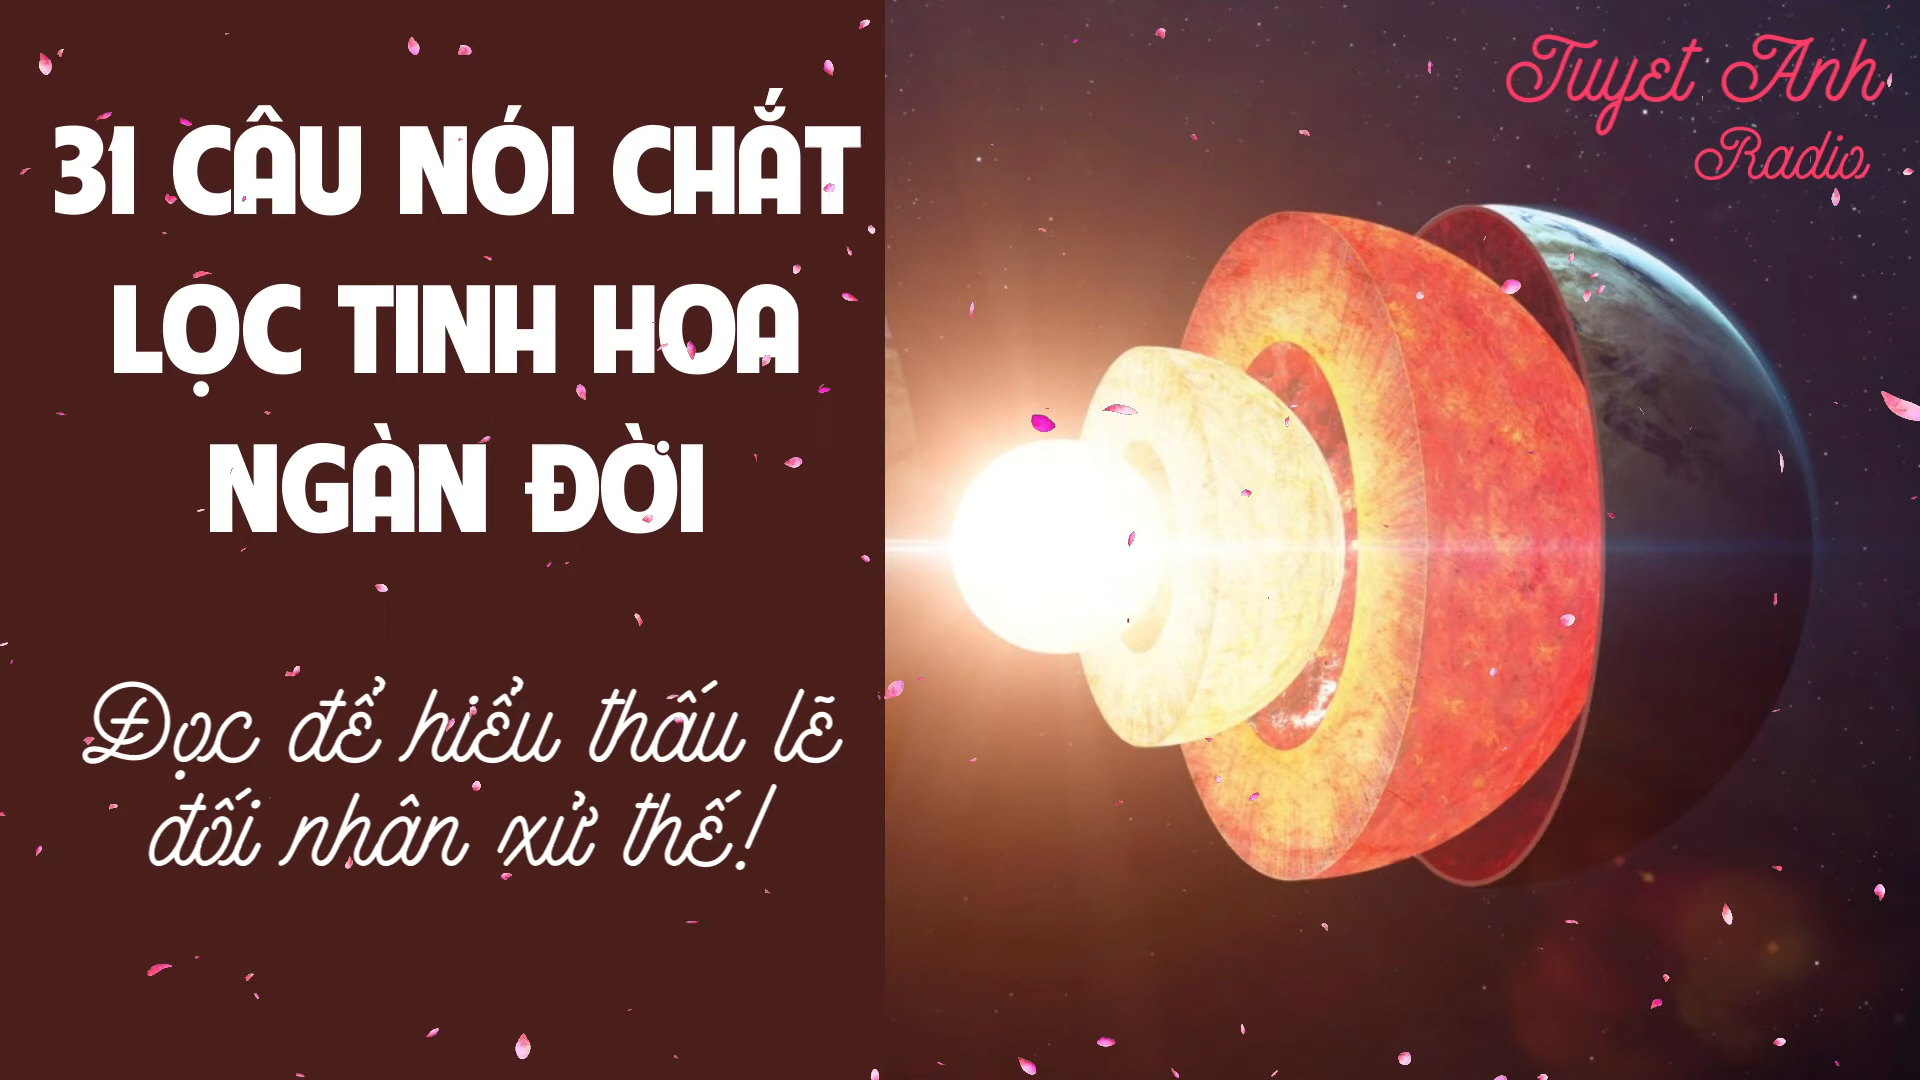 31 CÂU NÓI CHẮT
LỌC TINH HOA
NGÀN ĐỜI
Đọc để hiểu thấu lẽ
đối nhân xử thế!
Tuyet Anh
Radio